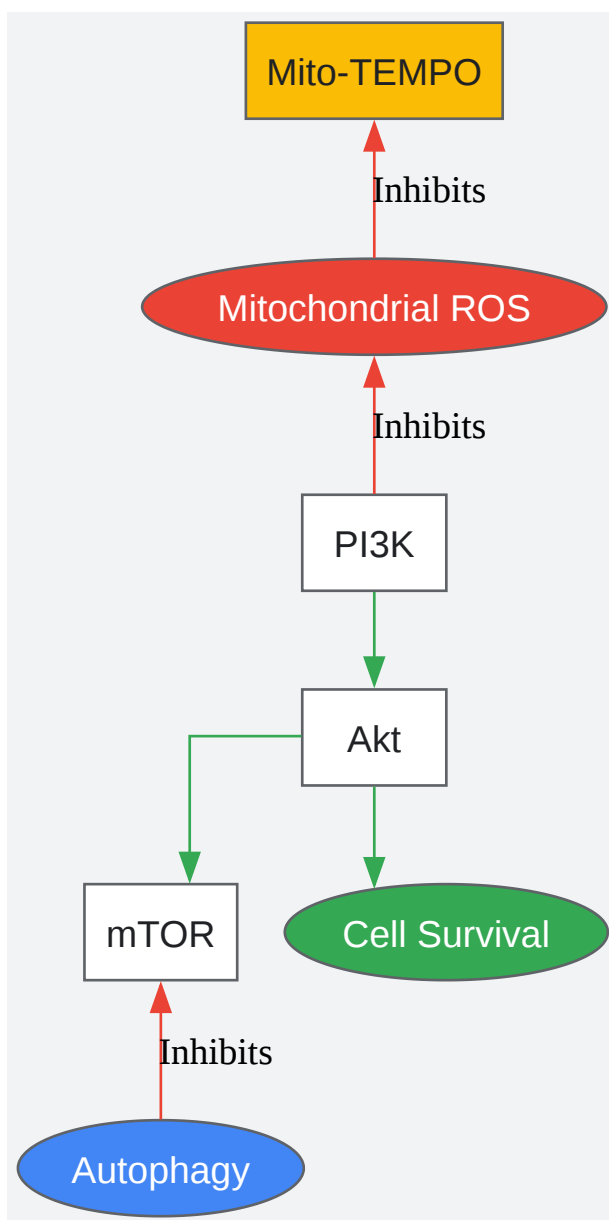 Mito-TEMPO
Inhibits
Mitochondrial ROS
Inhibits
PI3K
Akt
mTOR
Cell Survival
Inhibits
Autophagy